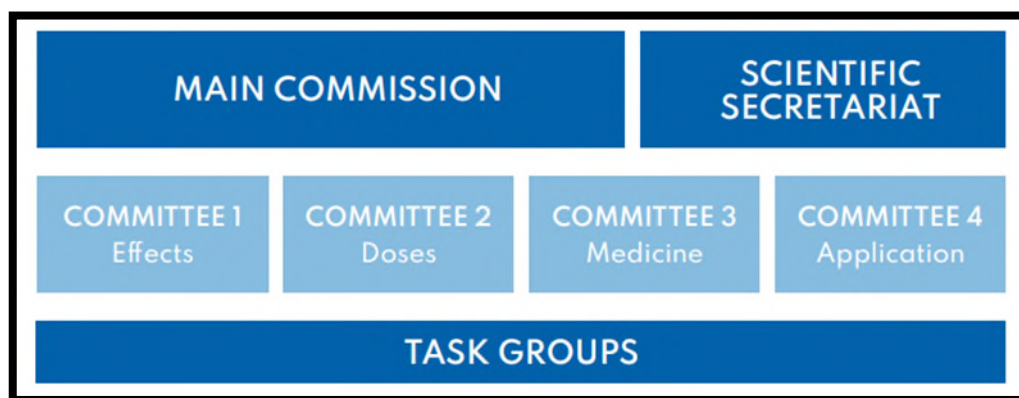 MAIN COMMISSION
SCIENTIFIC
SECRETARIAT
COMMITTEE 1
Effects
COMMITTEE 2
Doses
COMMITTEE 3
Medicine
COMMITTEE 4
Application
TASK GROUPS